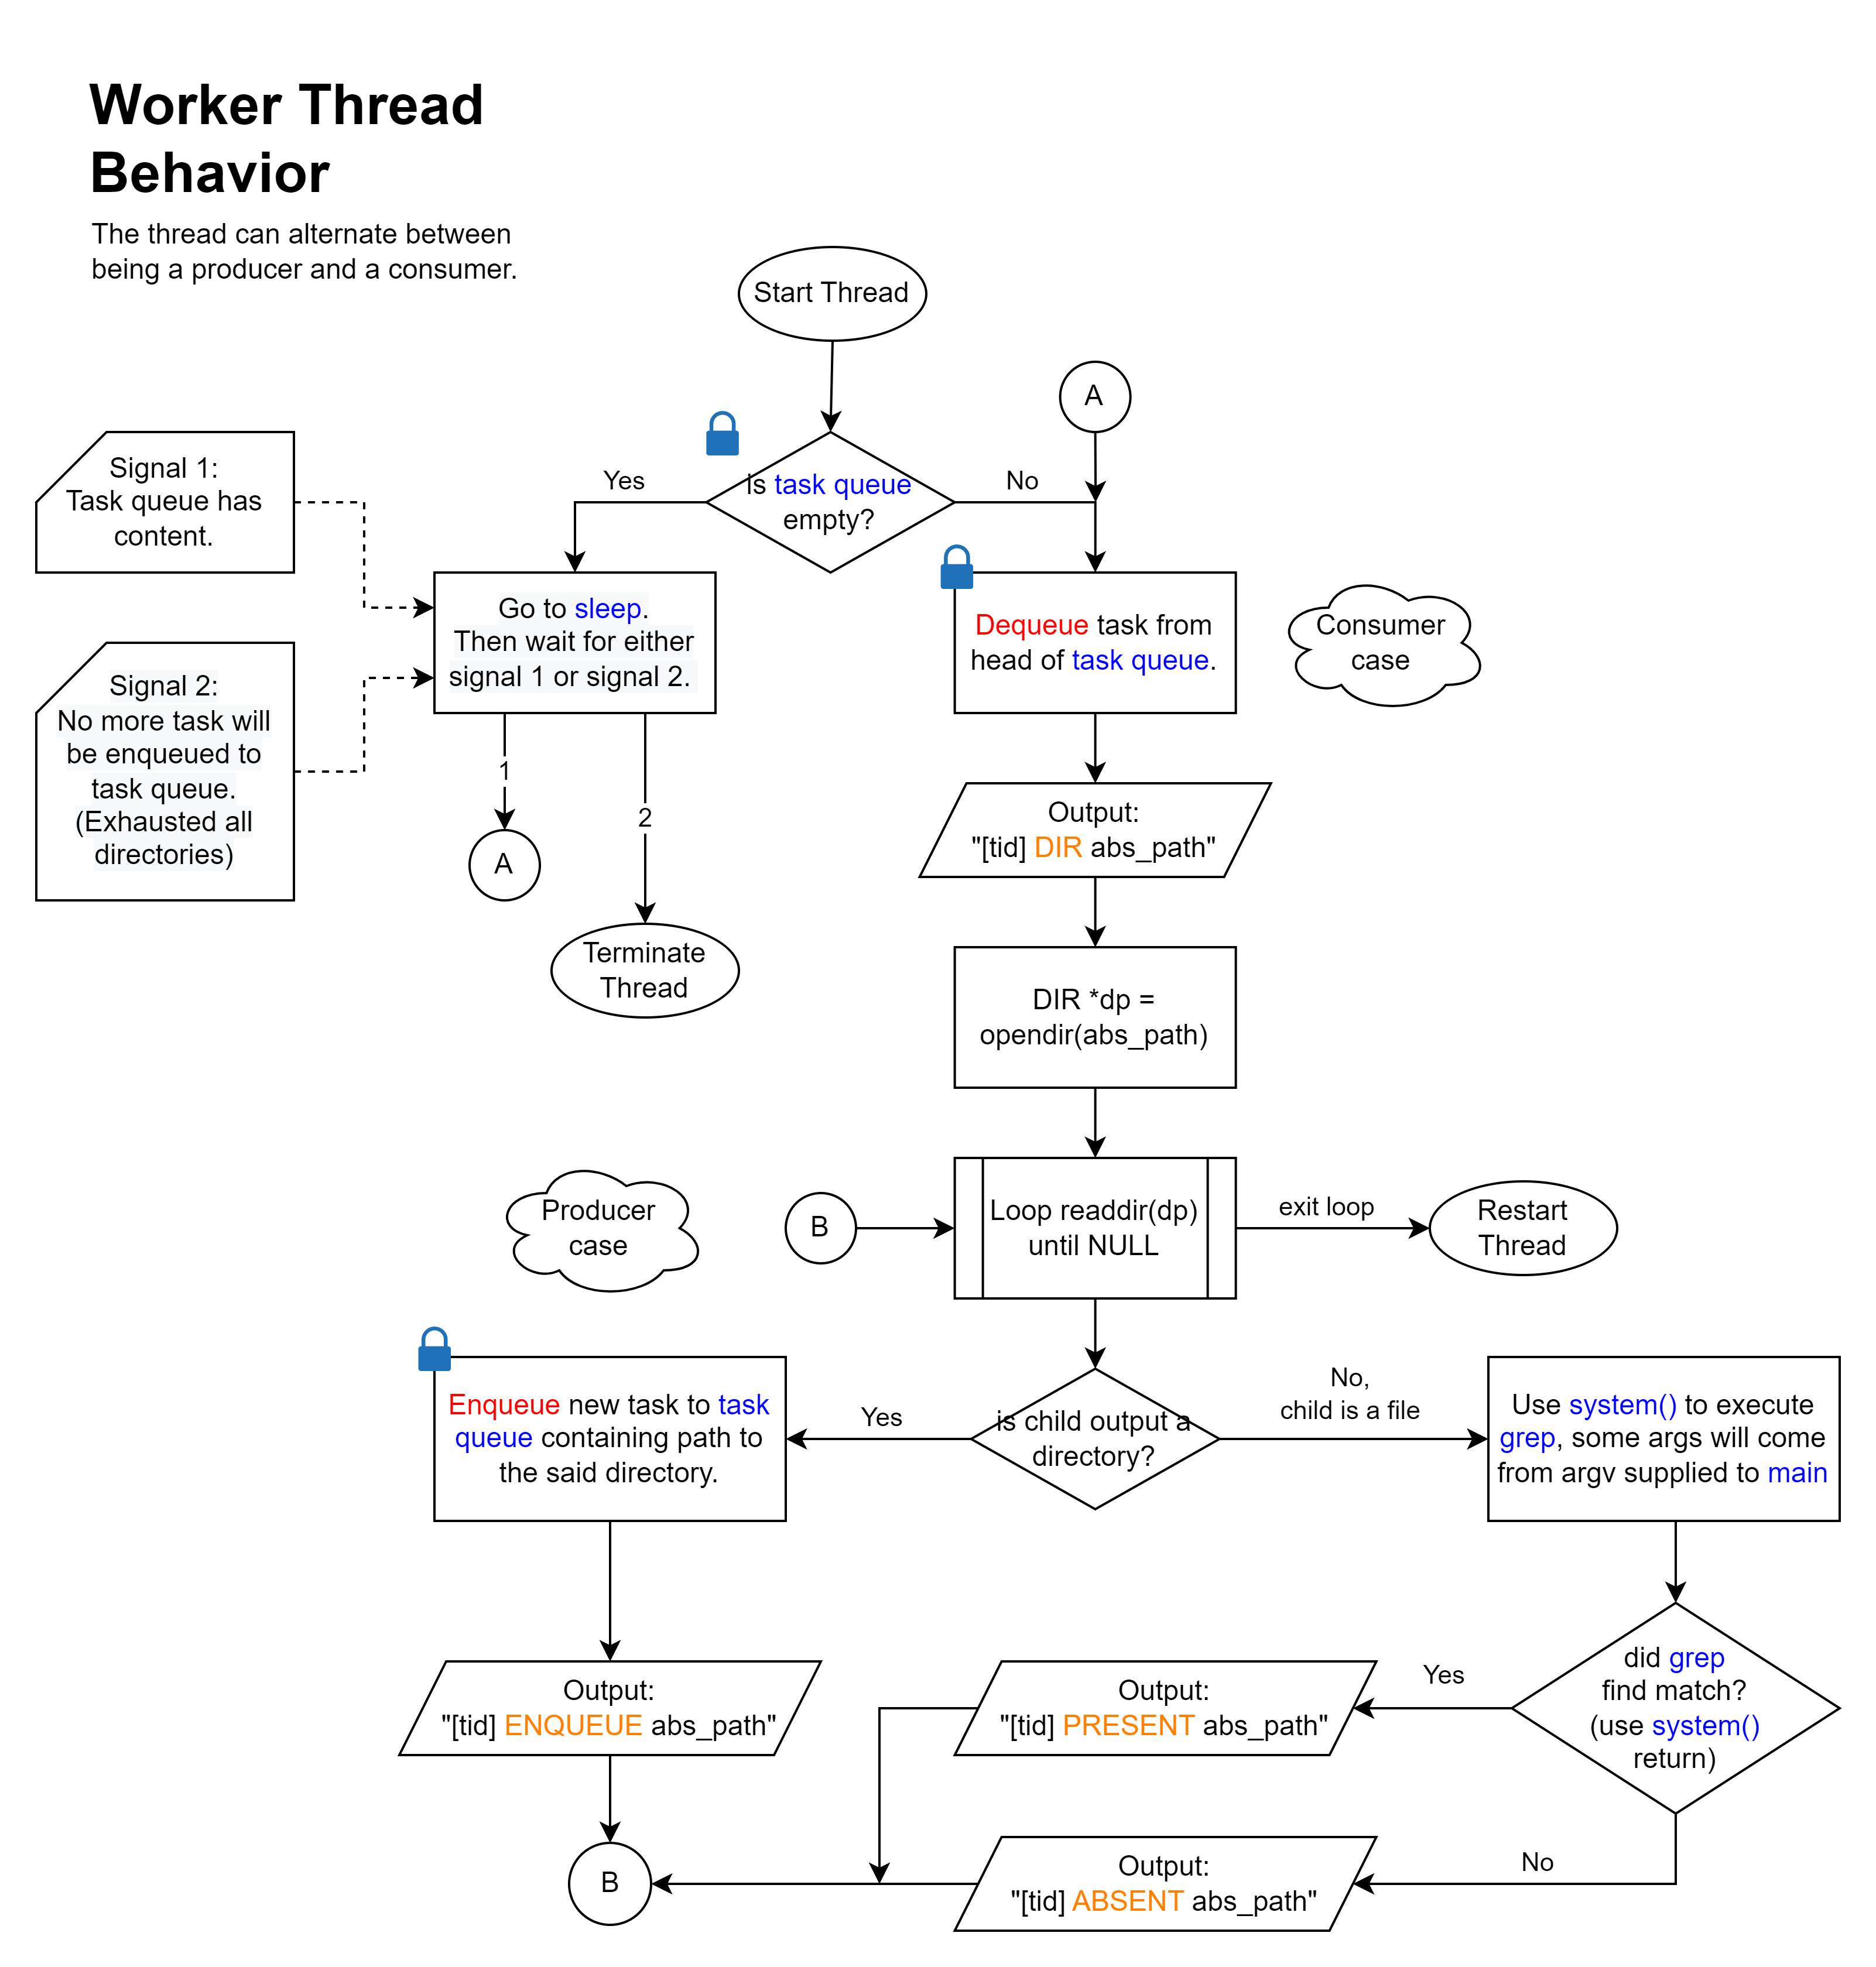 Worker Thread
Behavior
The thread can alternate between
being a producer and a consumer.
Start Thread
A
Signal 1:
Task queue has
content.
Yes
is task queue
empty?
No
Go to sleep.
Then wait for either
signal 1 or signal 2.
Dequeue task from
head of task queue.
Consumer
case
Signal 2:
No more task will
be enqueued to
task queue.
(Exhausted all
directories)
1
2
A
Output:
"[tid] DIR abs_path"
Terminate
Thread
DIR *dp =
opendir(abs_path)
Producer
case
B
Loop readdir(dp)
until NULL
exit loop
Restart
Thread
Enqueue new task to task
queue containing path to
the said directory.
Yes
is child output a
directory?
No,
child is a file
Use system() to execute
grep, some args will come
from argv supplied to main
Output:
"[tid] ENQUEUE abs_path"
Output:
"[tid] PRESENT abs_path"
Yes
did grep
find match?
(use system()
return)
B
Output:
"[tid] ABSENT abs_path"
No